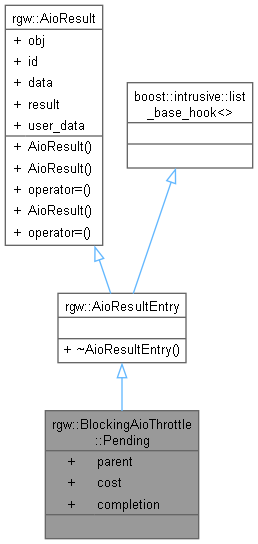 rgw::AioResult
+ obj
+ id
+ data
+ result
+ user_data
+ AioResult()
+ AioResult()
+ operator=()
+ AioResult()
+ operator=()
boost::intrusive::list
_base_hook<>
rgw::AioResultEntry
+ ~AioResultEntry()
rgw::BlockingAioThrottle
::Pending
+ parent
+ cost
+ completion